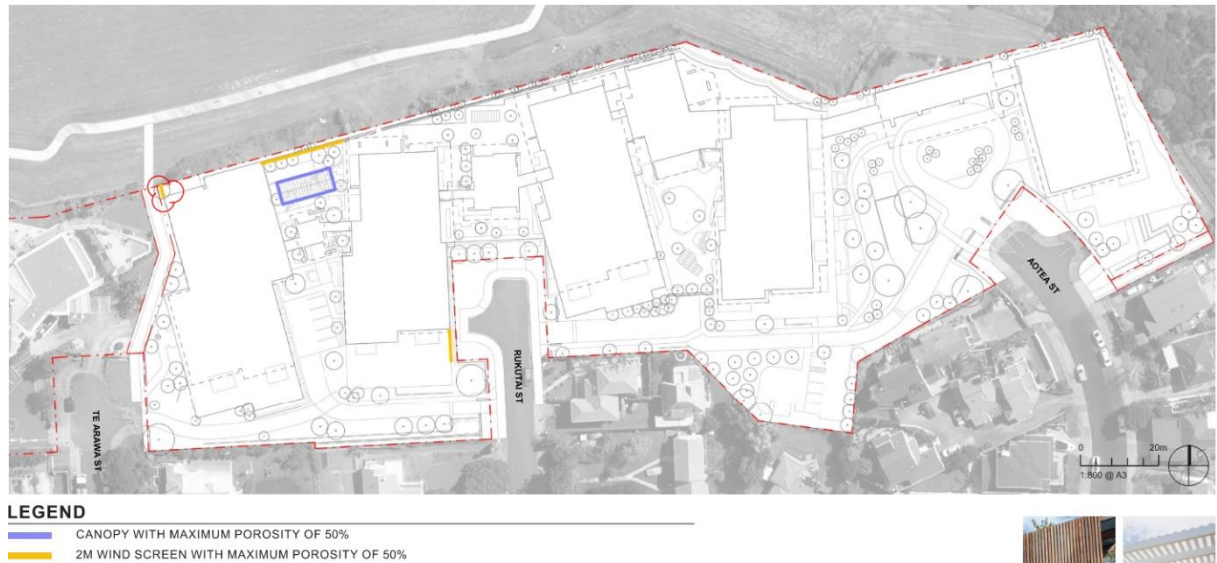 TE ARAWA ST
RUKUTAI ST
AOTEA ST
0 20m
1:800 @ A3
LEGEND
CANOPY WITH MAXIMUM POROSITY OF 50%
2M WIND SCREEN WITH MAXIMUM POROSITY OF 50%